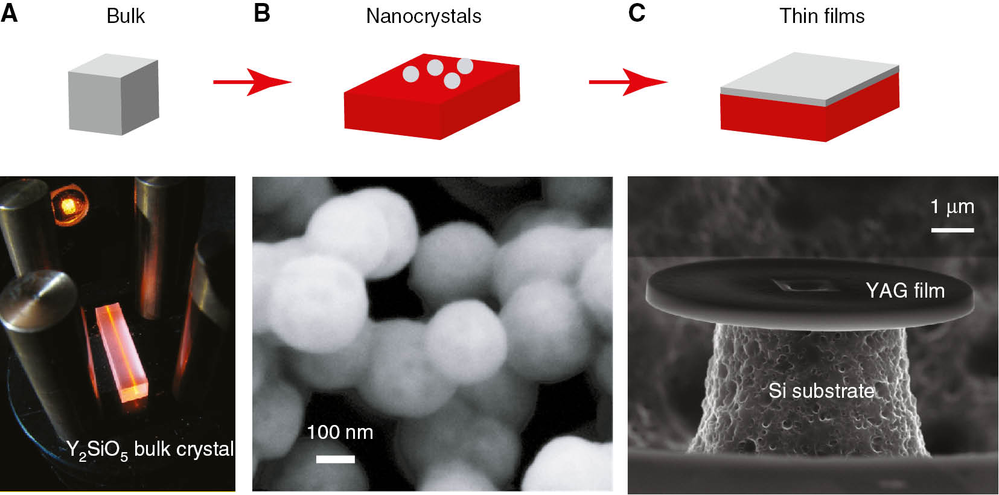 A Bulk
B Nanocrystals
C Thin films
Y₂SiO₅ bulk crystal
100 nm
1 μm
YAG film
Si substrate